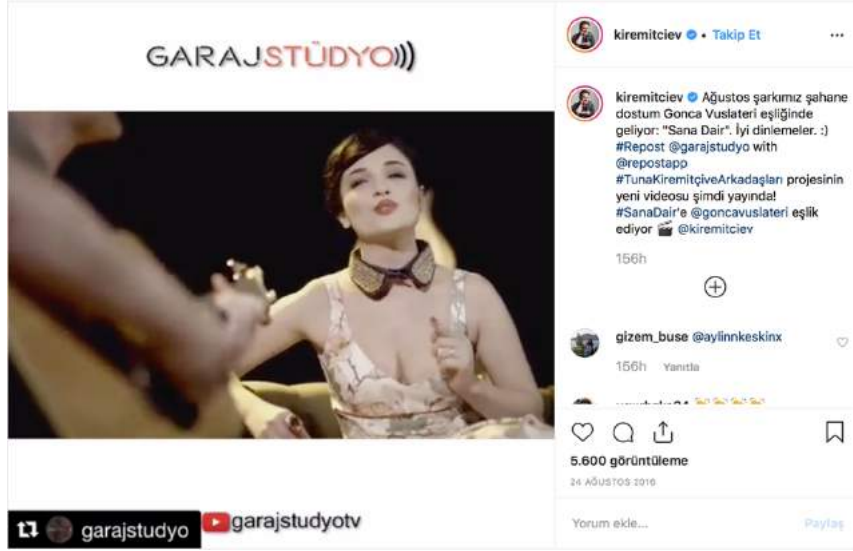 GARAJSTÜDYO)))
garajstudyo
garajstudyotv
kiremitciev • Takip Et
kiremitciev Ağustos şarkımız şahane
dostum Gonca Vuslateri eşliğinde
geliyor: "Sana Dair". İyi dinlemeler. :)
#Repost @garajstudyo with
@repostapp
#TunaKiremitçiveArkadaşları projesinin
yeni videosu şimdi yayında!
#SanaDair'e @goncavuslateri eşlik
ediyor 🎬 @kiremitciev
156h
gizem_buse @aylinnkeskinx
156h Yanıtla
5.600 görüntüleme
24 AĞUSTOS 2016
Yorum ekle...
Paylaş